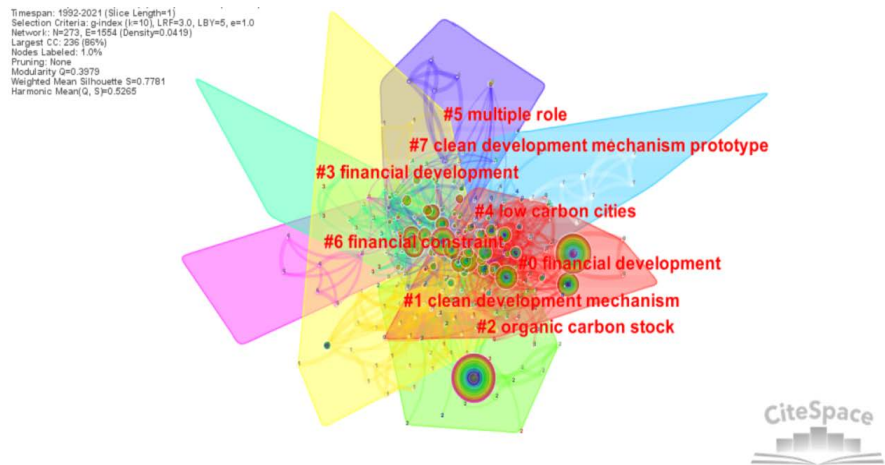 Timespan: 1992-2021 (Slice Length=1)
Selection Criteria: g-index (k=10), LRF=3.0, LBY=5, e=1.0
Network: N=273, E=1554 (Density=0.0419)
Largest CC: 236 (86%)
Nodes Labeled: 1.0%
Pruning: None
Modularity Q=0.3979
Weighted Mean Silhouette S=0.7781
Harmonic Mean(Q, S)=0.5265
#5 multiple role
#7 clean development mechanism prototype
#3 financial development
#4 low carbon cities
#6 financial constraint
#0 financial development
#1 clean development mechanism
#2 organic carbon stock
CiteSpace